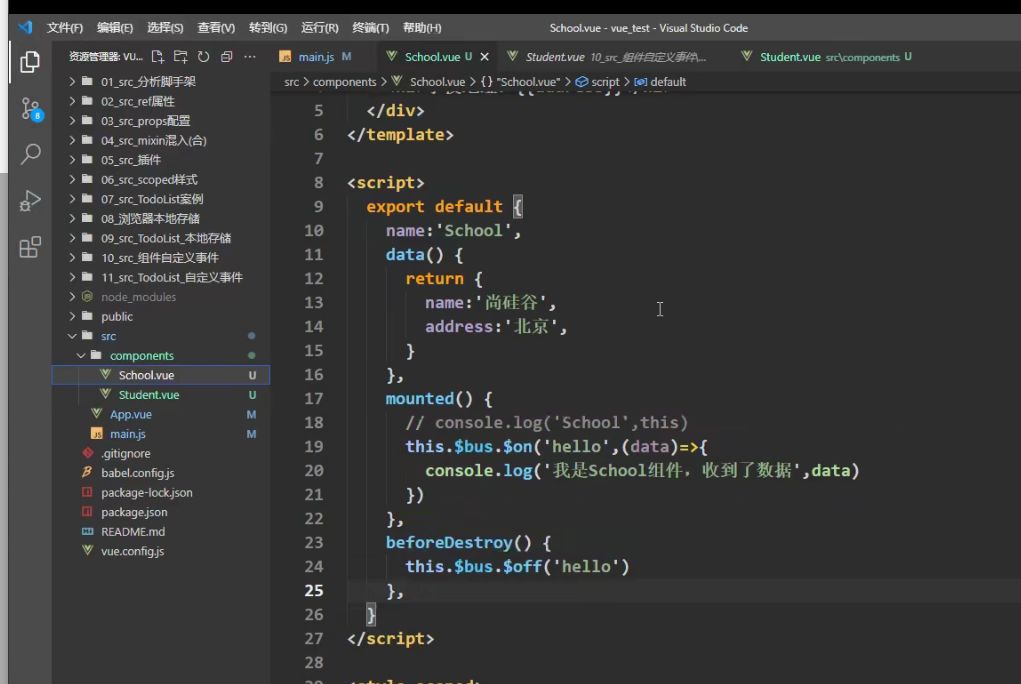 文件(F) 编辑(E) 选择(S) 查看(V) 转到(G) 运行(R) 终端(T) 帮助(H) School.vue - vue_test - Visual Studio Code
资源管理器: VU... ··· main.js M School.vue U × Student.vue 10_src_组件自定义事件\... Student.vue src\components U
src > components > School.vue > {} "School.vue" > script > default
8
01_src_分析脚手架
02_src_ref属性
03_src_props配置
04_src_mixin混入(合)
05_src_插件
06_src_scoped样式
07_src_TodoList案例
08_浏览器本地存储
09_src_TodoList_本地存储
10_src_组件自定义事件
11_src_TodoList_自定义事件
node_modules
public
src
components
School.vue U
Student.vue U
App.vue M
main.js M
.gitignore
babel.config.js
package-lock.json
package.json
README.md
vue.config.js
5 </div>
6 </template>
7
8 <script>
9 export default {
10 name:'School',
11 data() {
12 return {
13 name:'尚硅谷',
14 address:'北京',
15 }
16 },
17 mounted() {
18 // console.log('School',this)
19 this.$bus.$on('hello',(data)=>{
20 console.log('我是School组件，收到了数据',data)
21 })
22 },
23 beforeDestroy() {
24 this.$bus.$off('hello')
25 },
26 }
27 </script>
28